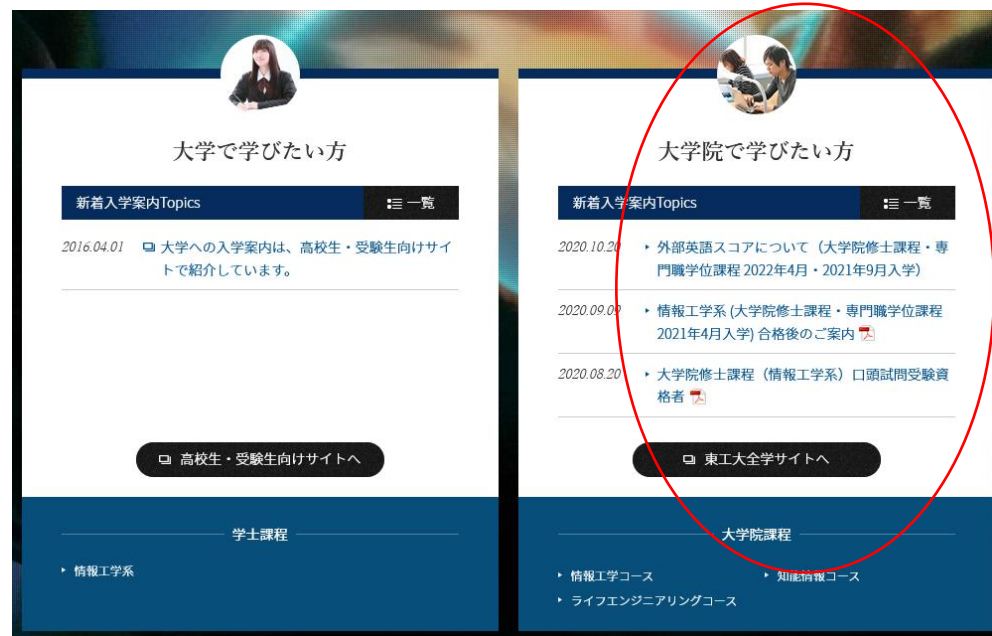 大学で学びたい方
新着入学案内Topics
一覧
2016.04.01
大学への入学案内は、高校生・受験生向けサイ
トで紹介しています。
高校生・受験生向けサイトへ
学士課程
情報工学系
大学院で学びたい方
新着入学案内Topics
一覧
2020.10.20
外部英語スコアについて（大学院修士課程・専
門職学位課程 2022年4月・2021年9月入学）
2020.09.09
情報工学系 (大学院修士課程・専門職学位課程
2021年4月入学) 合格後のご案内
2020.08.20
大学院修士課程（情報工学系）口頭試問受験資
格者
東工大全学サイトへ
大学院課程
情報工学コース
知能情報コース
ライフエンジニアリングコース